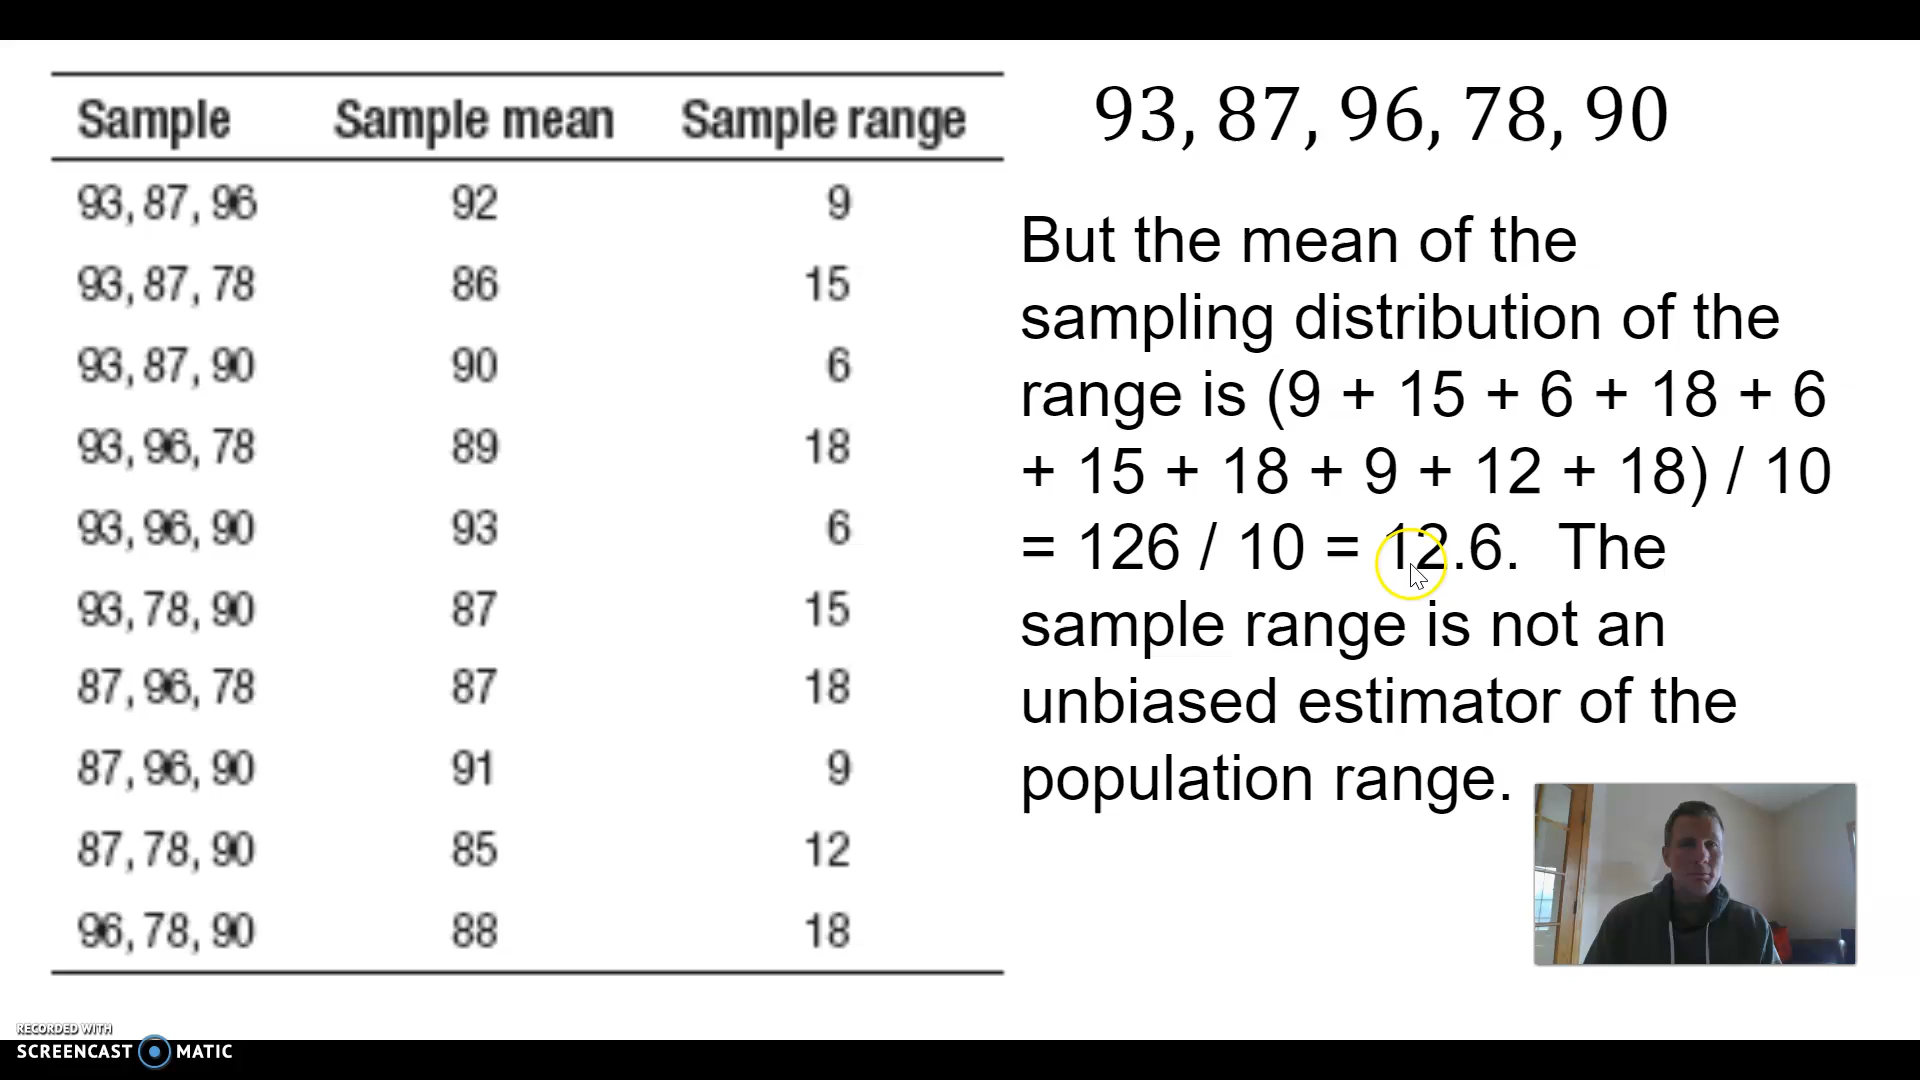 Sample Sample mean Sample range
93, 87, 96 92 9
93, 87, 78 86 15
93, 87, 90 90 6
93, 96, 78 89 18
93, 96, 90 93 6
93, 78, 90 87 15
87, 96, 78 87 18
87, 96, 90 91 9
87, 78, 90 85 12
96, 78, 90 88 18
93, 87, 96, 78, 90
But the mean of the
sampling distribution of the
range is (9 + 15 + 6 + 18 + 6
+ 15 + 18 + 9 + 12 + 18) / 10
= 126 / 10 = 12.6. The
sample range is not an
unbiased estimator of the
population range.
RECORDED WITH
SCREENCAST MATIC